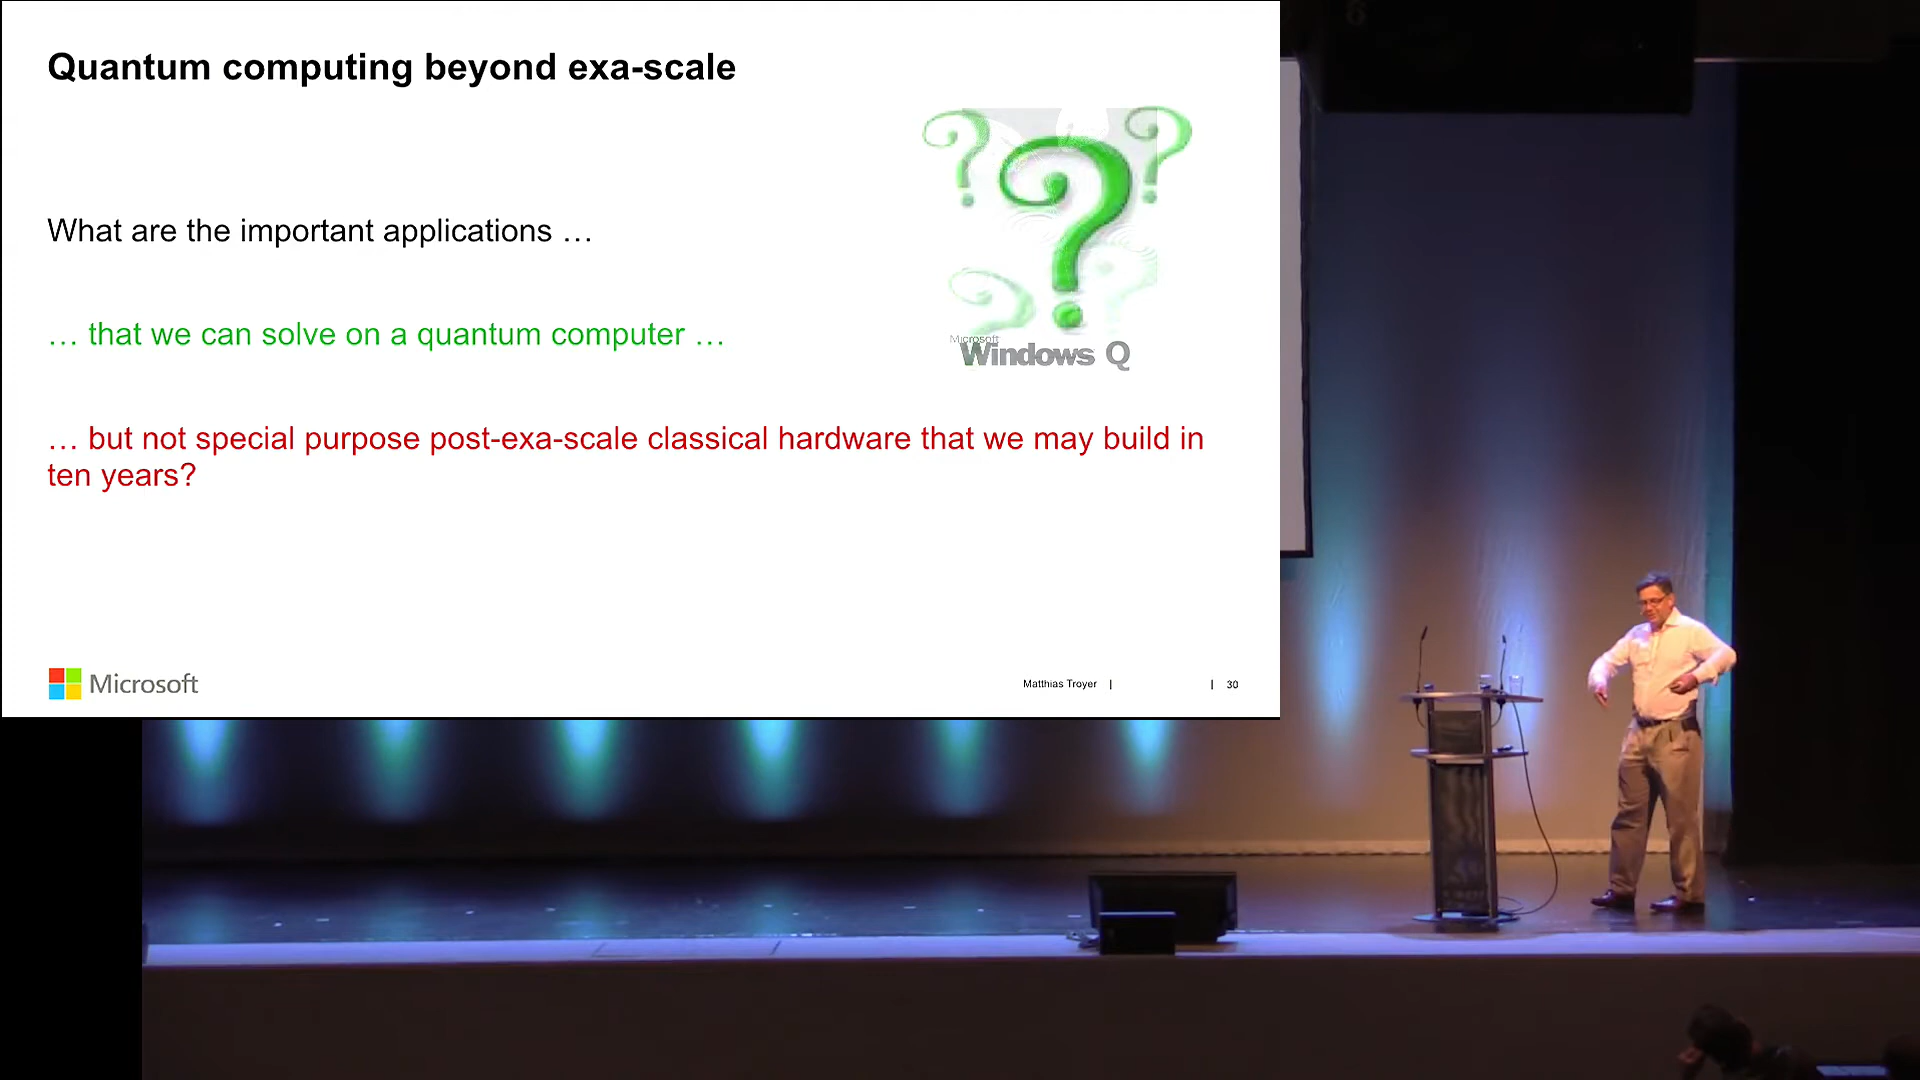 Quantum computing beyond exa-scale
What are the important applications …
… that we can solve on a quantum computer …
Microsoft
Windows Q
… but not special purpose post-exa-scale classical hardware that we may build in
ten years?
Microsoft
Matthias Troyer | | 30